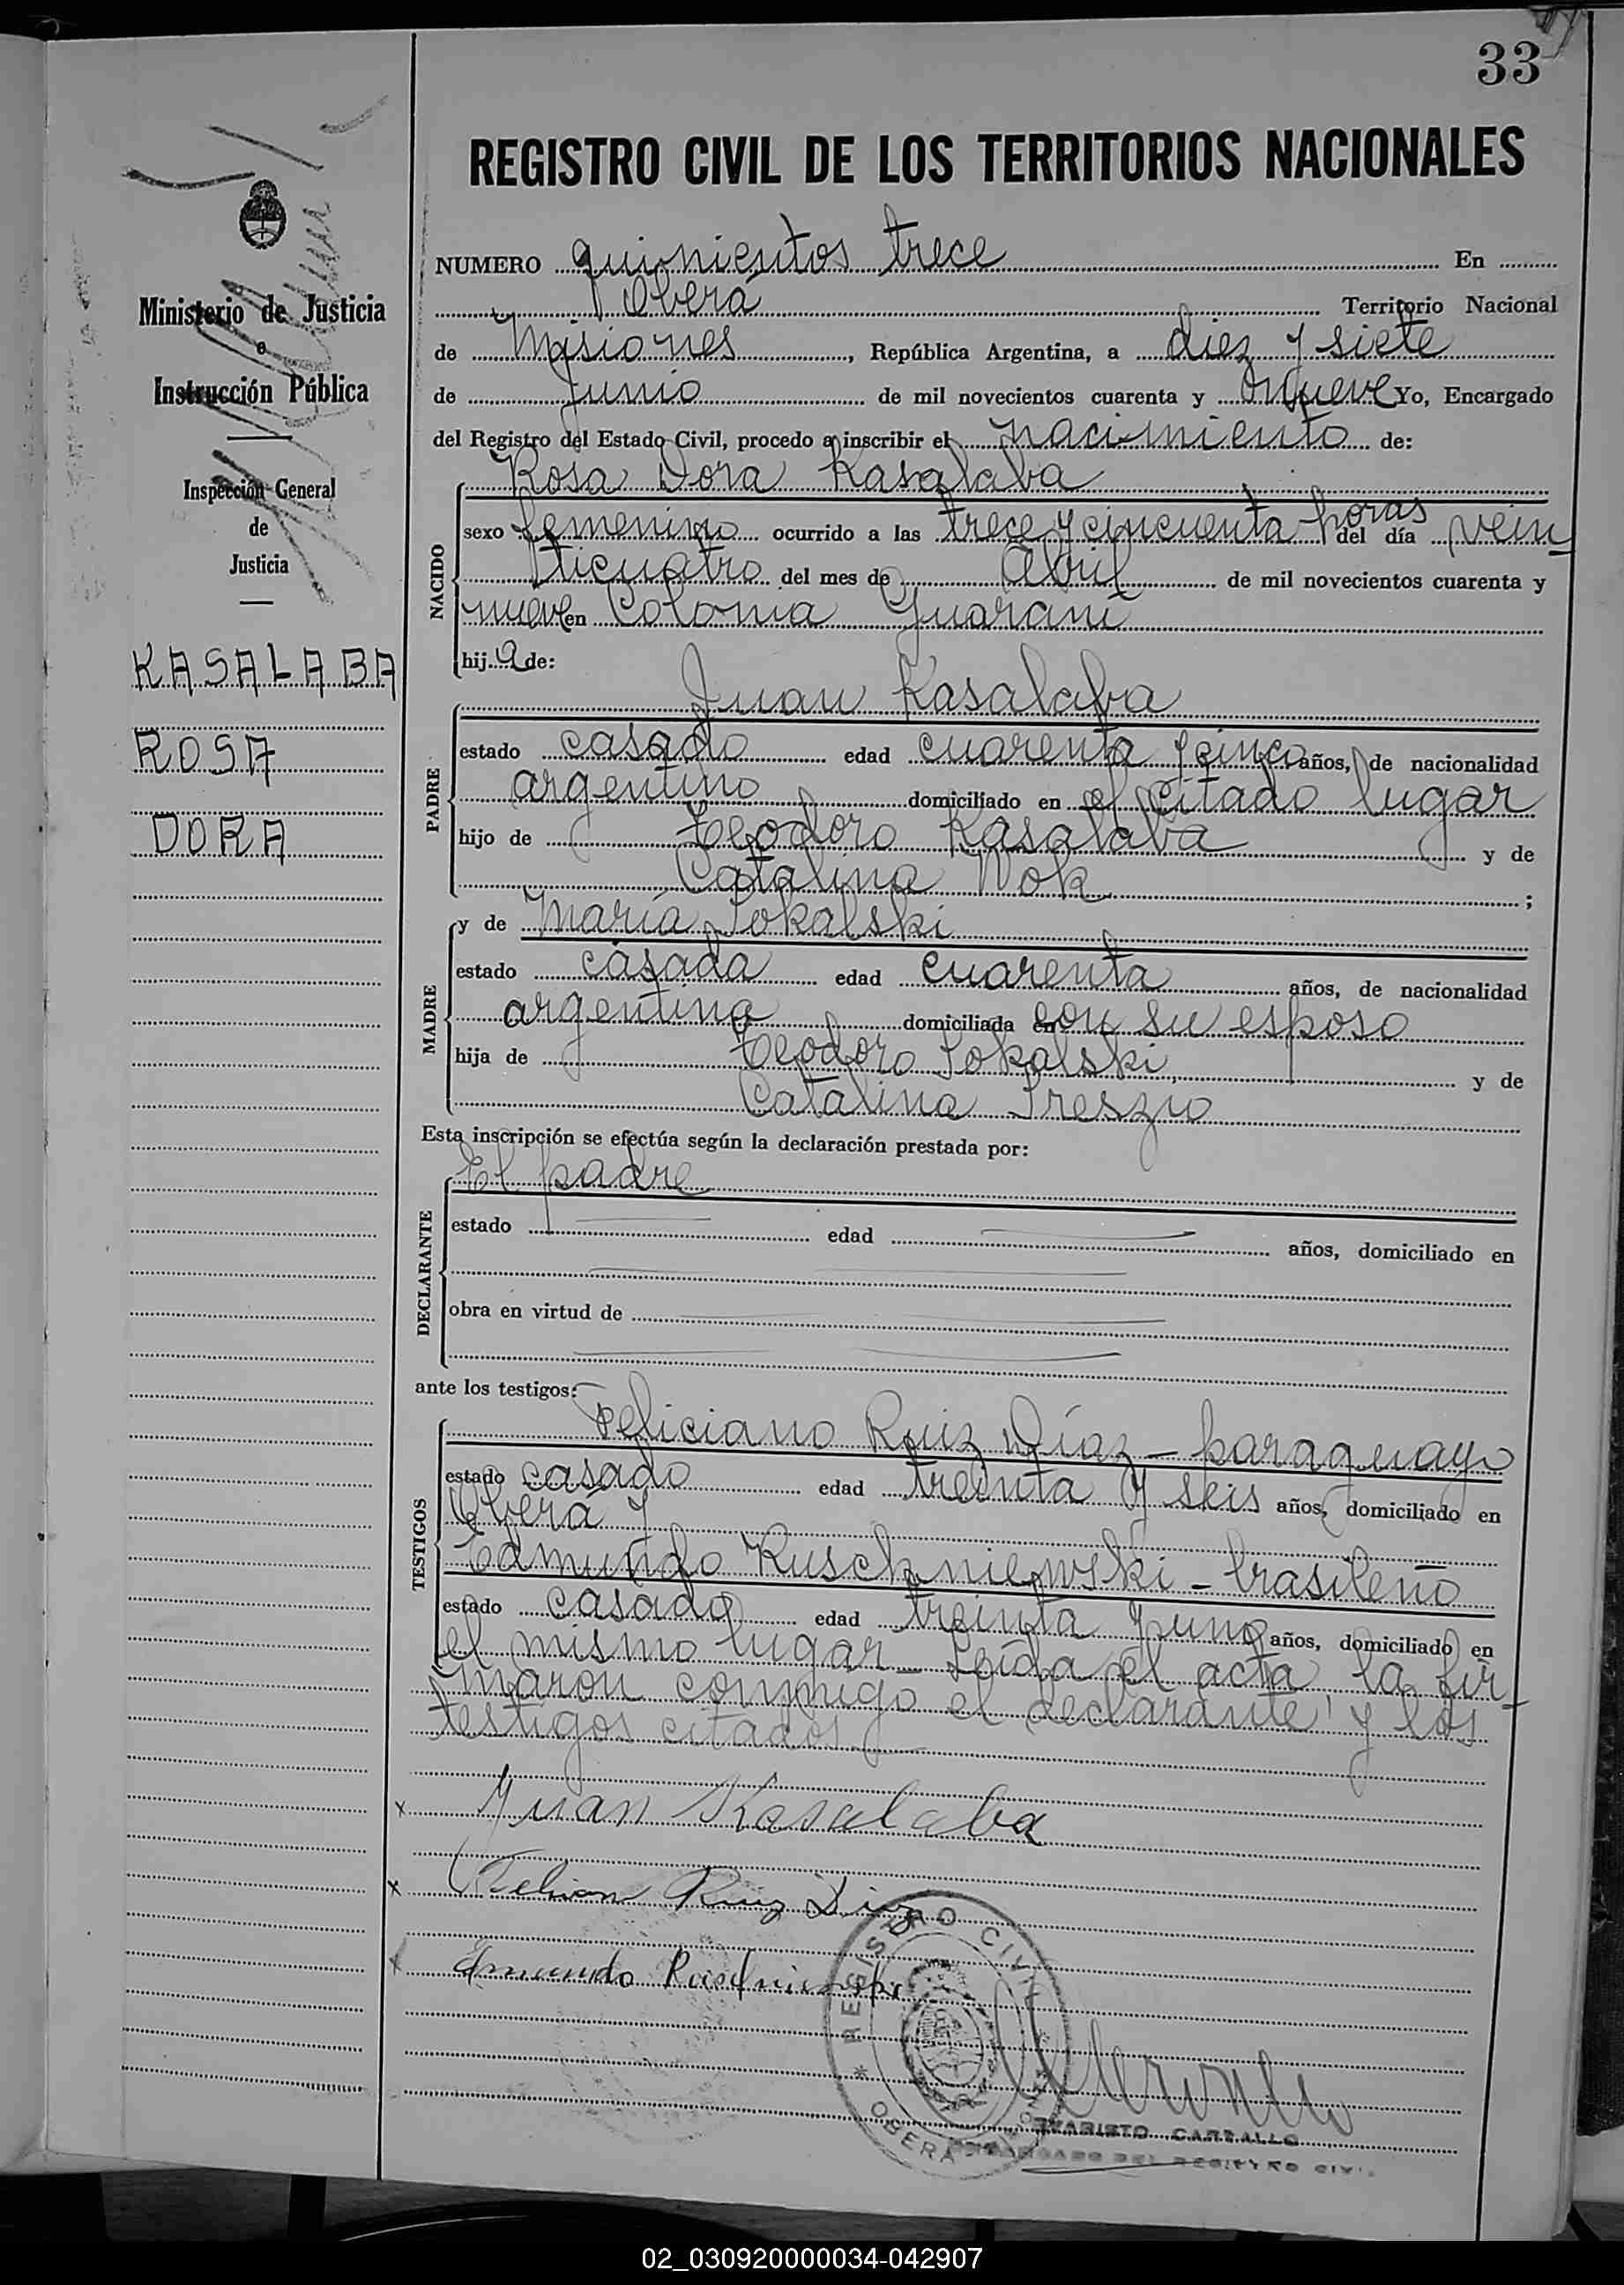 33
REGISTRO CIVIL DE LOS TERRITORIOS NACIONALES
Ministerio de Justicia
e
Instrucción Pública
Inspección General
de
Justicia
KASALABA
ROSA
DORA
NUMERO quinientos trece En
Oberá Territorio Nacional
de Misiones, República Argentina, a diez y siete
de Junio de mil novecientos cuarenta y nueve Yo, Encargado
del Registro del Estado Civil, procedo a inscribir el nacimiento de:
NACIDO
Rosa Dora Kasalaba
sexo femenino ocurrido a las trece y cincuenta horas del día vein-
ticuatro del mes de Abril de mil novecientos cuarenta y
nueve en Colonia Guaraní
hija de:
PADRE
Juan Kasalaba
estado casado edad cuarenta y cinco años, de nacionalidad
argentino domiciliado en el citado lugar
hijo de Teodoro Kasalaba y de
Catalina Wok ;
MADRE
y de María Sokalski
estado casada edad cuarenta años, de nacionalidad
argentina domiciliada en con su esposo
hija de Teodoro Sokalski, y de
Catalina
Esta inscripción se efectúa según la declaración prestada por:
DECLARANTE
El padre
estado edad años, domiciliado en
obra en virtud de
ante los testigos:
TESTIGOS
Feliciano Ruiz Díaz - paraguayo
estado casado edad treinta y seis años, domiciliado en
Oberá y
Edmundo Ruschniewski - brasileño
estado casado edad treinta y uno años, domiciliado en
el mismo lugar - Leída el acta la fir-
maron conmigo el declarante y los
testigos citados.
x Juan Kasalaba
x Ruiz Diaz
x Edmundo
REGISTRO CIVIL
* OBERÁ
EVARISTO CARBALLO
ENCARGADO DEL REGISTRO CIVIL
02_030920000034-042907